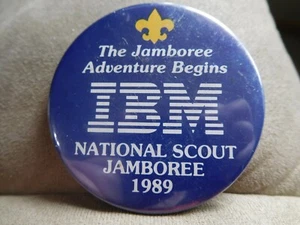 The Jamboree
Adventure Begins
IBM
NATIONAL SCOUT
JAMBOREE
1989